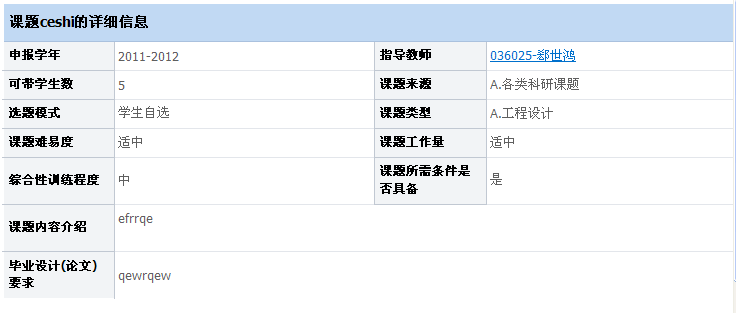 课题ceshi的详细信息
申报学年 2011-2012 指导教师 036025-郄世鸿
可带学生数 5 课题来源 A.各类科研课题
选题模式 学生自选 课题类型 A.工程设计
课题难易度 适中 课题工作量 适中
综合性训练程度 中 课题所需条件是
否具备 是
课题内容介绍 efrrqe
毕业设计(论文)
要求 qewrqew